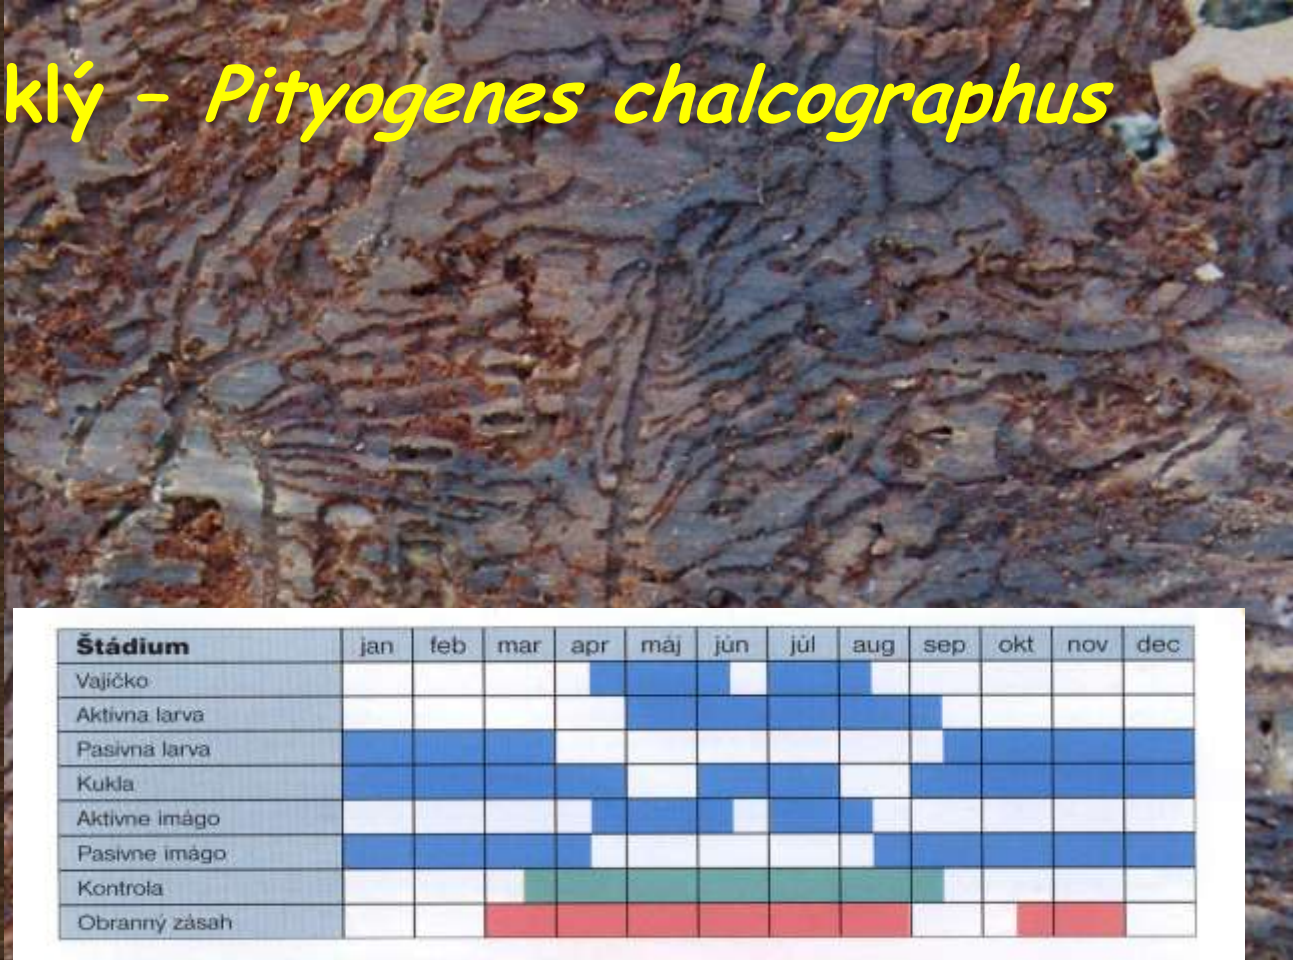 klý – Pityogenes chalcographus
Štádium jan feb mar apr máj jún júl aug sep okt nov dec
Vajíčko
Aktívna larva
Pasívna larva
Kukla
Aktívne imágo
Pasívne imágo
Kontrola
Obranný zásah